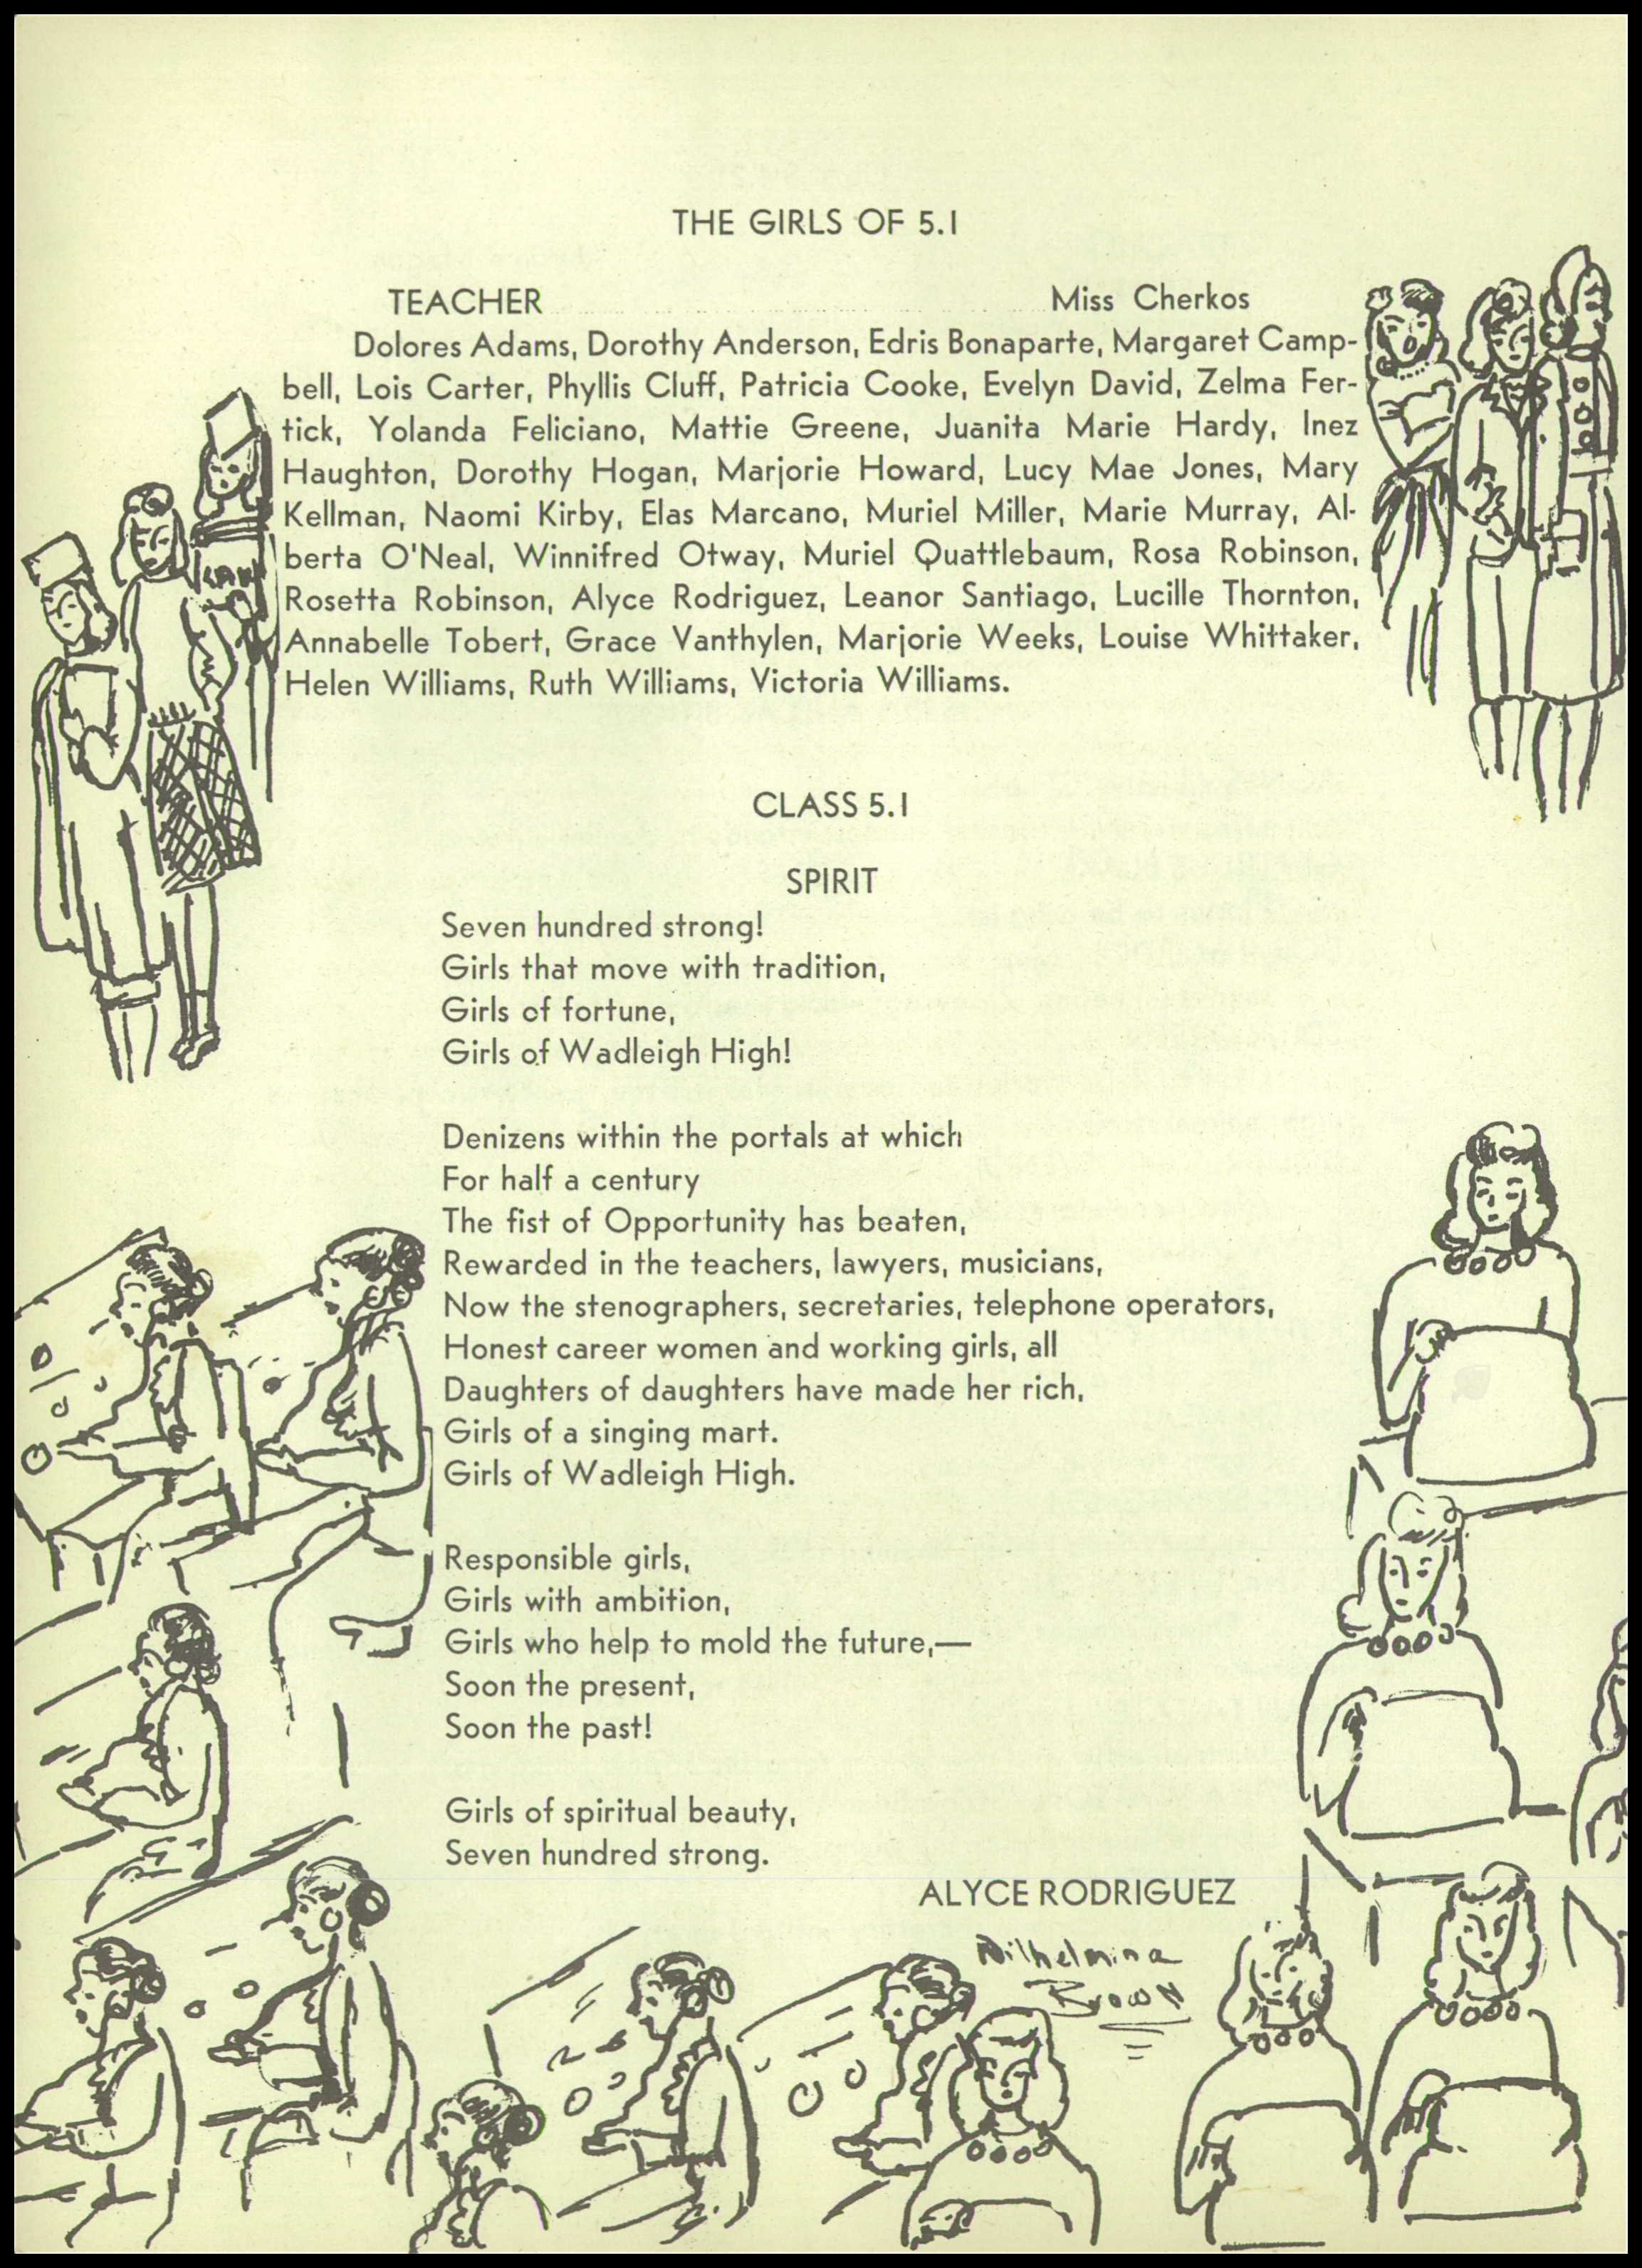 THE GIRLS OF 5.1
TEACHER Miss Cherkos
Dolores Adams, Dorothy Anderson, Edris Bonaparte, Margaret Camp-
bell, Lois Carter, Phyllis Cluff, Patricia Cooke, Evelyn David, Zelma Fer-
tick, Yolanda Feliciano, Mattie Greene, Juanita Marie Hardy, Inez
Haughton, Dorothy Hogan, Marjorie Howard, Lucy Mae Jones, Mary
Kellman, Naomi Kirby, Elas Marcano, Muriel Miller, Marie Murray, Al-
berta O'Neal, Winnifred Otway, Muriel Quattlebaum, Rosa Robinson,
Rosetta Robinson, Alyce Rodriguez, Leanor Santiago, Lucille Thornton,
Annabelle Tobert, Grace Vanthylen, Marjorie Weeks, Louise Whittaker,
Helen Williams, Ruth Williams, Victoria Williams.
CLASS 5.1
SPIRIT
Seven hundred strong!
Girls that move with tradition,
Girls of fortune,
Girls of Wadleigh High!
Denizens within the portals at which
For half a century
The fist of Opportunity has beaten,
Rewarded in the teachers, lawyers, musicians,
Now the stenographers, secretaries, telephone operators,
Honest career women and working girls, all
Daughters of daughters have made her rich,
Girls of a singing mart.
Girls of Wadleigh High.
Responsible girls,
Girls with ambition,
Girls who help to mold the future,—
Soon the present,
Soon the past!
Girls of spiritual beauty,
Seven hundred strong.
ALYCE RODRIGUEZ
Wilhelmina
Brown